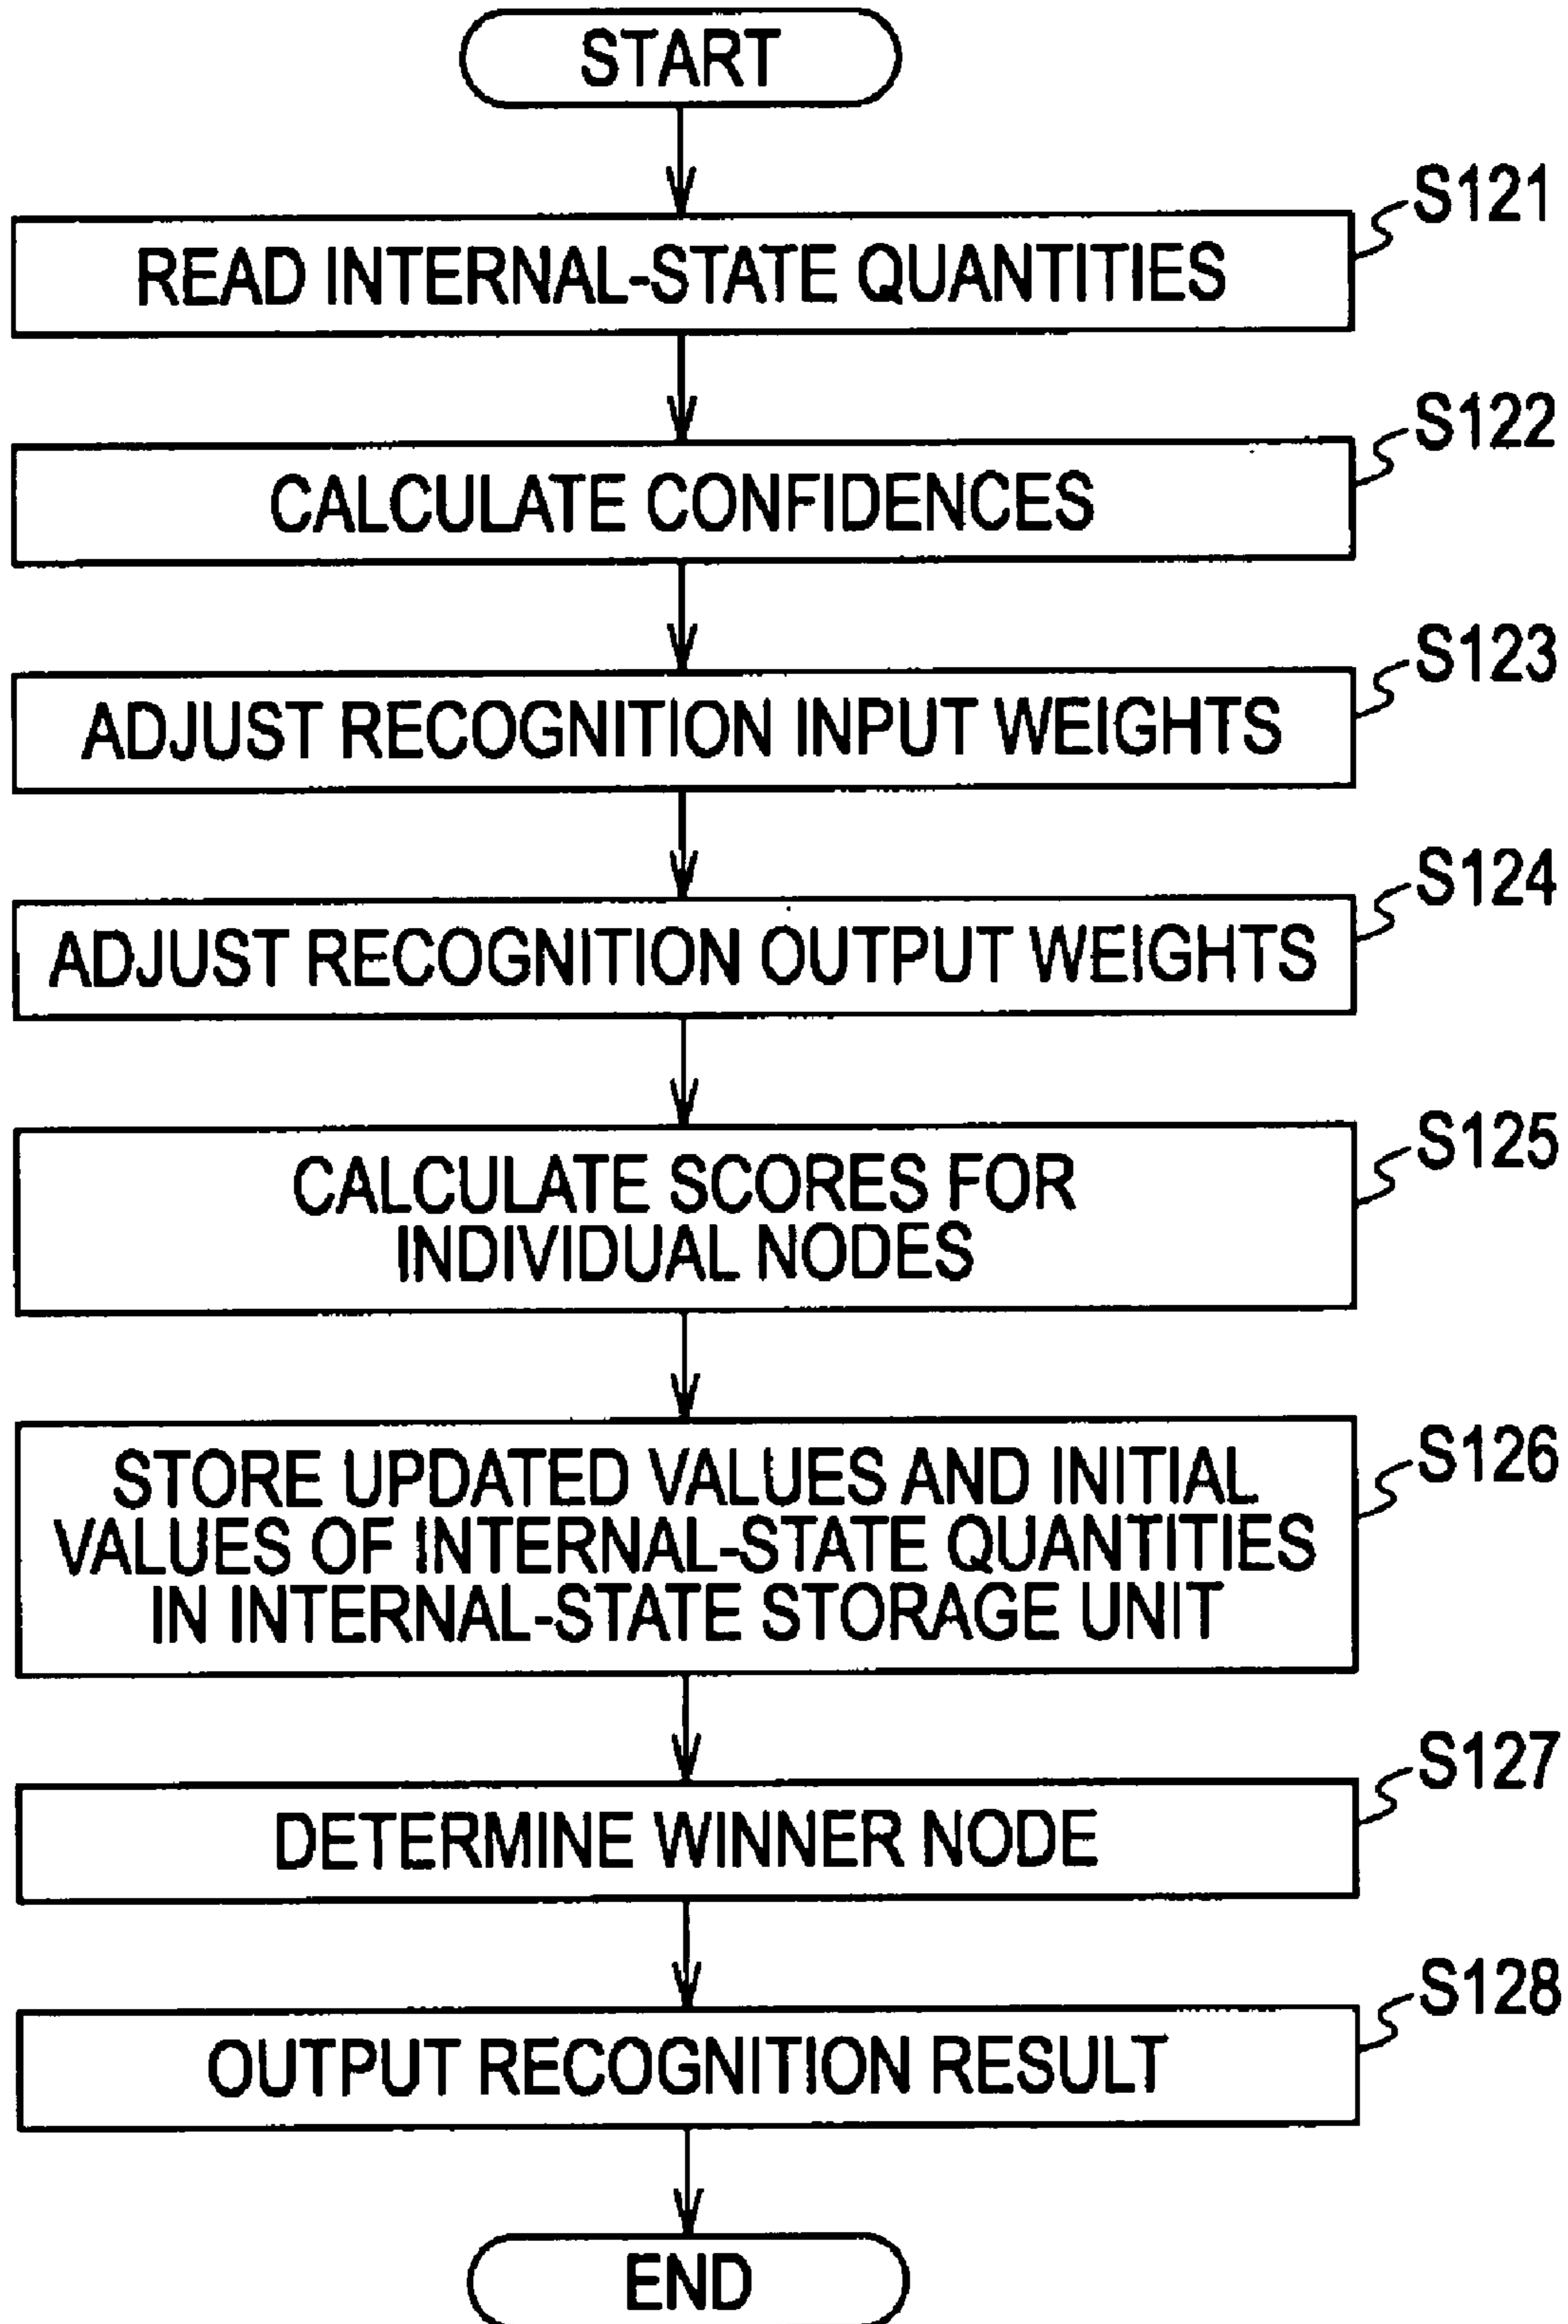 START
S121
READ INTERNAL-STATE QUANTITIES
S122
CALCULATE CONFIDENCES
S123
ADJUST RECOGNITION INPUT WEIGHTS
S124
ADJUST RECOGNITION OUTPUT WEIGHTS
S125
CALCULATE SCORES FOR
INDIVIDUAL NODES
S126
STORE UPDATED VALUES AND INITIAL
VALUES OF INTERNAL-STATE QUANTITIES
IN INTERNAL-STATE STORAGE UNIT
S127
DETERMINE WINNER NODE
S128
OUTPUT RECOGNITION RESULT
END